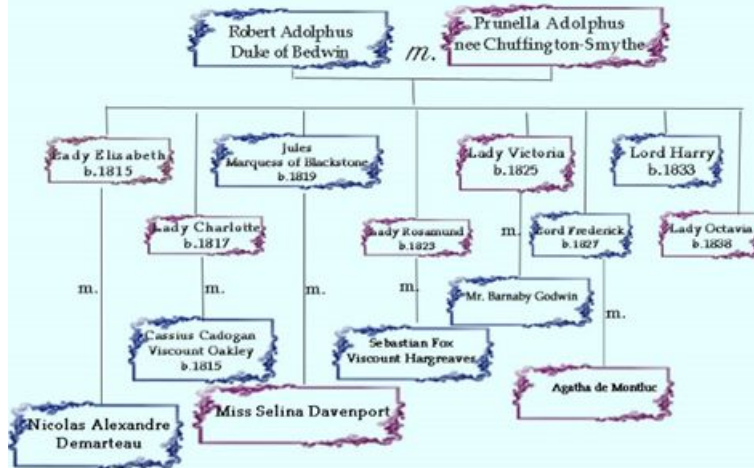 Robert Adolphus
Duke of Bedwin
m.
Prunella Adolphus
nee Chuffington-Smythe
Lady Elisabeth
b.1815
Jules
Marquess of Blackstone
b.1819
Lady Victoria
b.1825
Lord Harry
b.1833
Lady Charlotte
b.1817
Lady Rosamund
b.1823
m.
Lord Frederick
b.1827
Lady Octavia
b.1838
m.
m.
m.
m.
Mr. Barnaby Godwin
m.
Cassius Cadogan
Viscount Oakley
b.1815
Sebastian Fox
Viscount Hargreaves
Agatha de Montluc
Nicolas Alexandre
Demarteau
Miss Selina Davenport